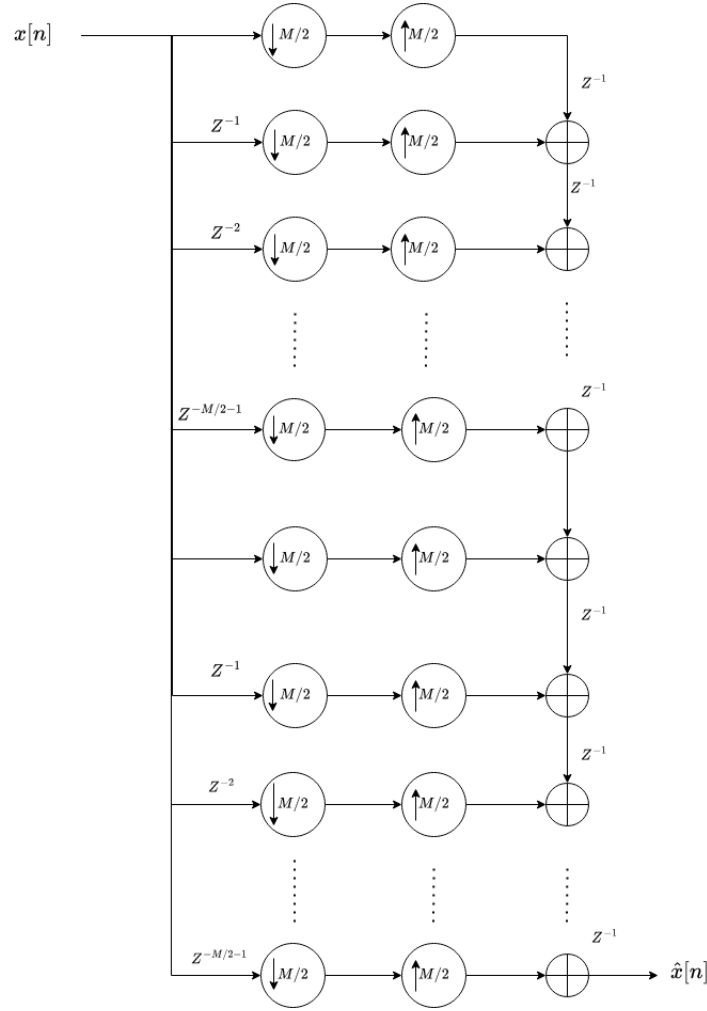 x[n] ↓ M/2 ↑ M/2
Z⁻¹
Z⁻¹ ↓ M/2 ↑ M/2
Z⁻¹
Z⁻² ↓ M/2 ↑ M/2
Z⁻¹
Z^{-M/2-1} ↓ M/2 ↑ M/2
↓ M/2 ↑ M/2
Z⁻¹
Z⁻¹ ↓ M/2 ↑ M/2
Z⁻¹
Z⁻² ↓ M/2 ↑ M/2
Z⁻¹
Z^{-M/2-1} ↓ M/2 ↑ M/2 x̂[n]